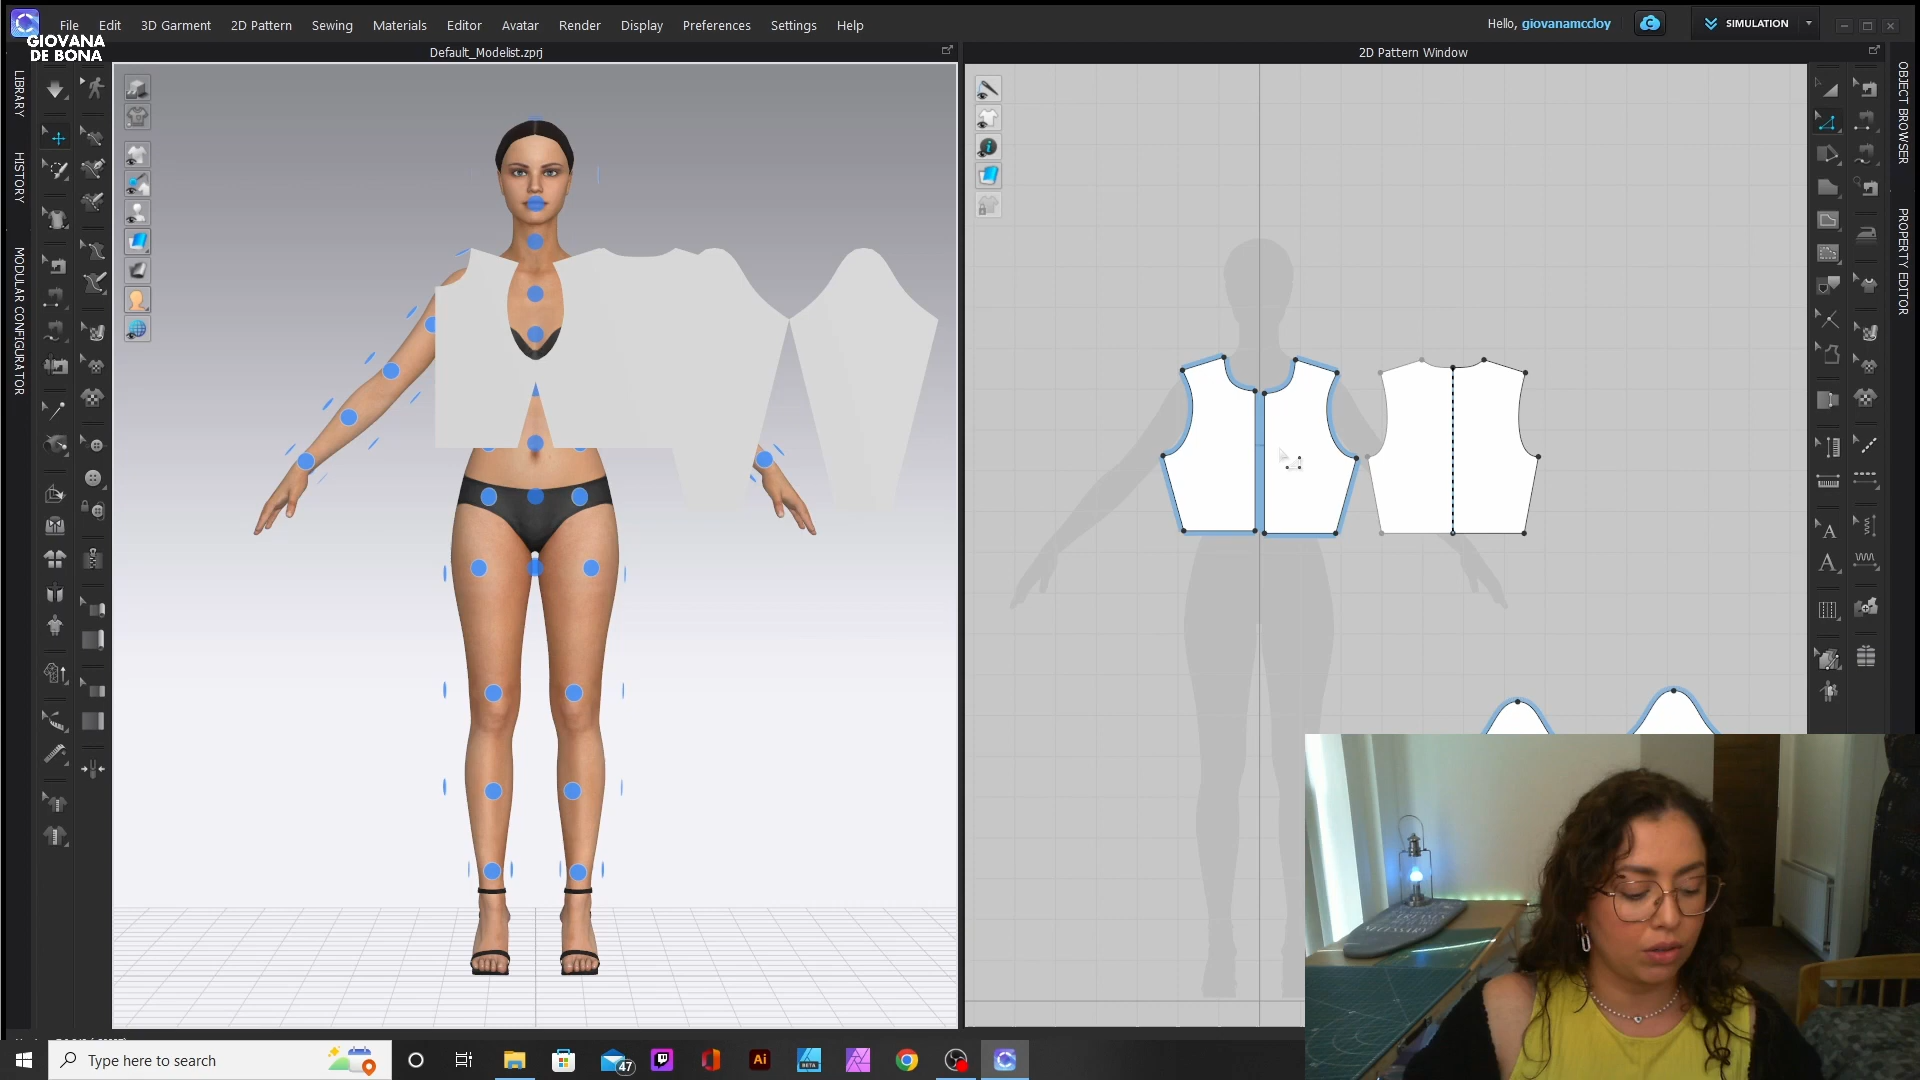 File Edit 3D Garment 2D Pattern Sewing Materials Editor Avatar Render Display Preferences Settings Help
Hello, giovanamccloy
SIMULATION
GIOVANA
DE BONA
Default_Modelist.zprj
2D Pattern Window
LIBRARY
HISTORY
MODULAR CONFIGURATOR
OBJECT BROWSER
PROPERTY EDITOR
A
A
Type here to search
47
Ai
BETA